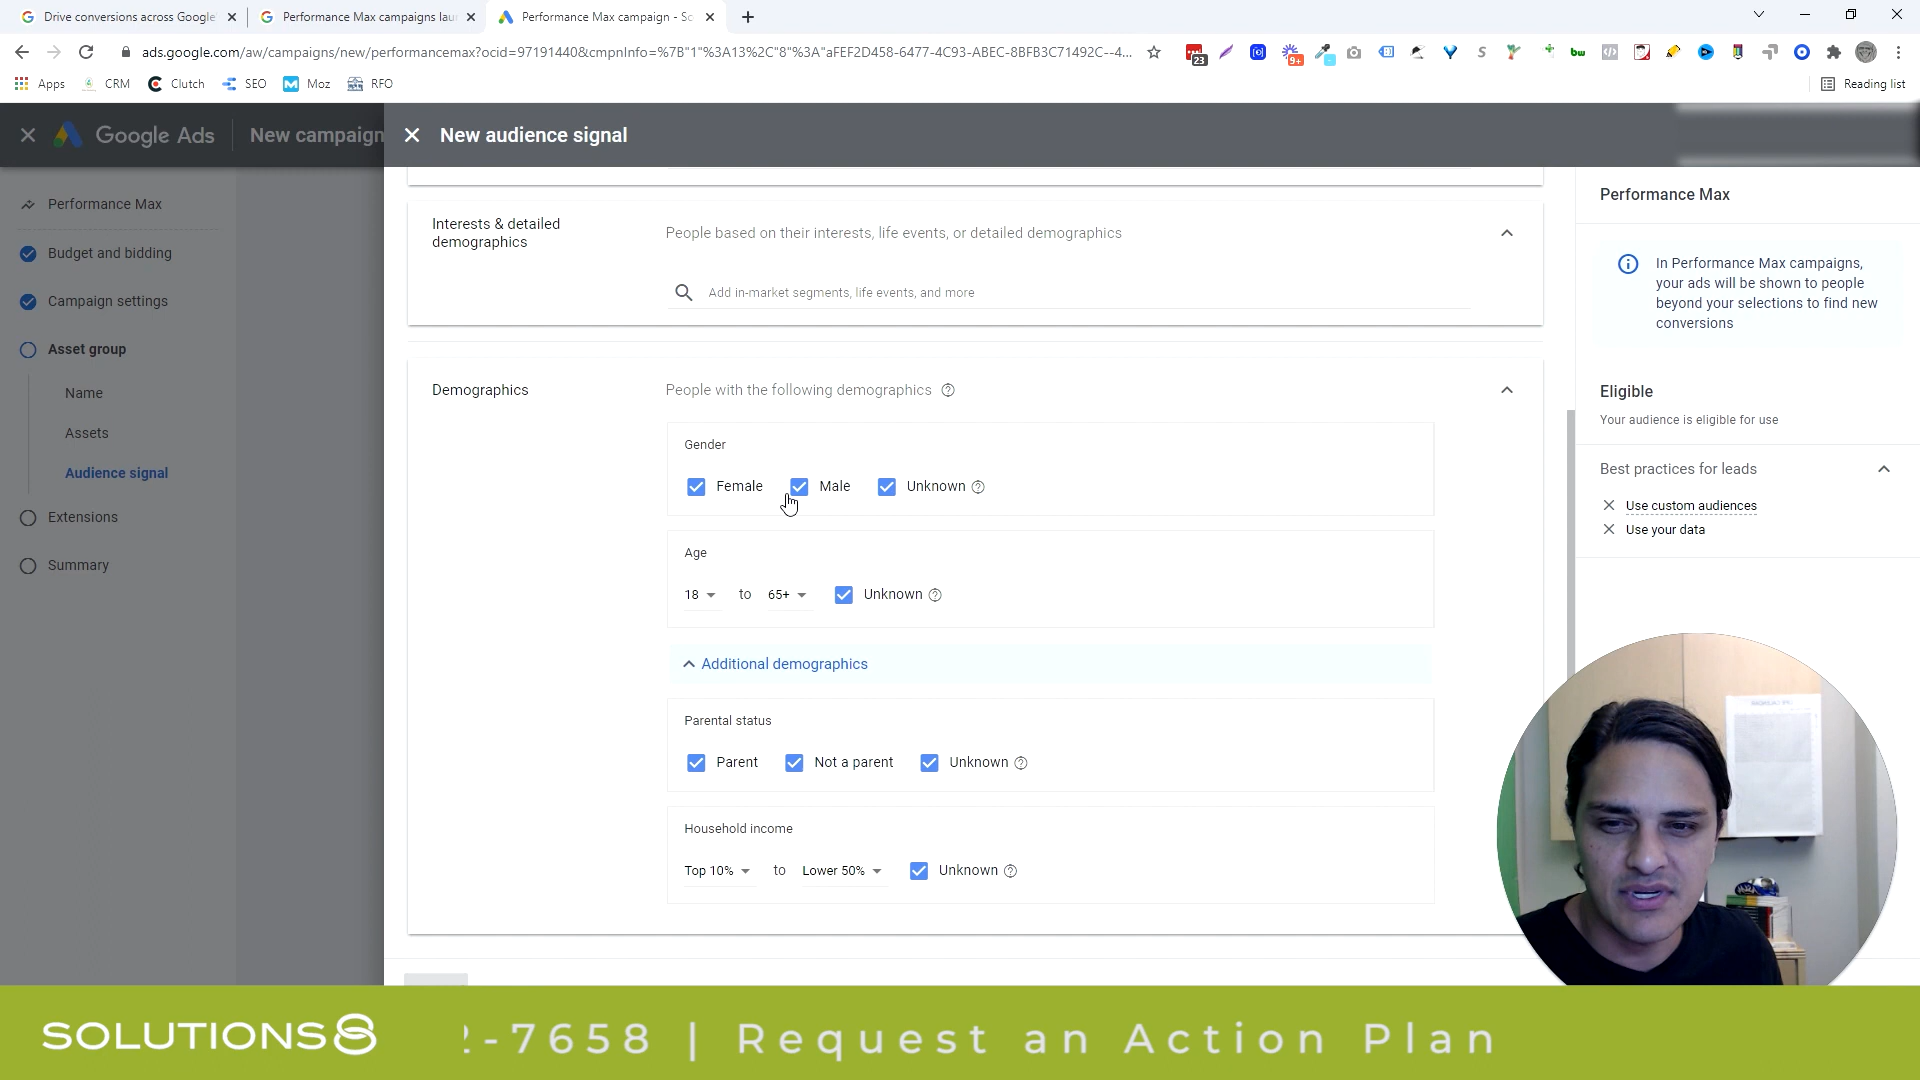 Drive conversions across Google'
Performance Max campaigns lau
Performance Max campaign - So
ads.google.com/aw/campaigns/new/performancemax?ocid=97191440&cmpnInfo=%7B"1"%3A13%2C"8"%3A"aFEF2D458-6477-4C93-ABEC-8BFB3C71492C--4...
23
9+
S
bw
Apps
CRM
Clutch
SEO
Moz
RFO
Reading list
Google Ads
New campaign
New audience signal
Performance Max
Budget and bidding
Campaign settings
Asset group
Name
Assets
Audience signal
Extensions
Summary
Interests & detailed
demographics
People based on their interests, life events, or detailed demographics
Add in-market segments, life events, and more
Demographics
People with the following demographics
Gender
Female
Male
Unknown
Age
18
to
65+
Unknown
Additional demographics
Parental status
Parent
Not a parent
Unknown
Household income
Top 10%
to
Lower 50%
Unknown
Performance Max
In Performance Max campaigns,
your ads will be shown to people
beyond your selections to find new
conversions
Eligible
Your audience is eligible for use
Best practices for leads
Use custom audiences
Use your data
SOLUTIONS8
2-7658 | Request an Action Plan